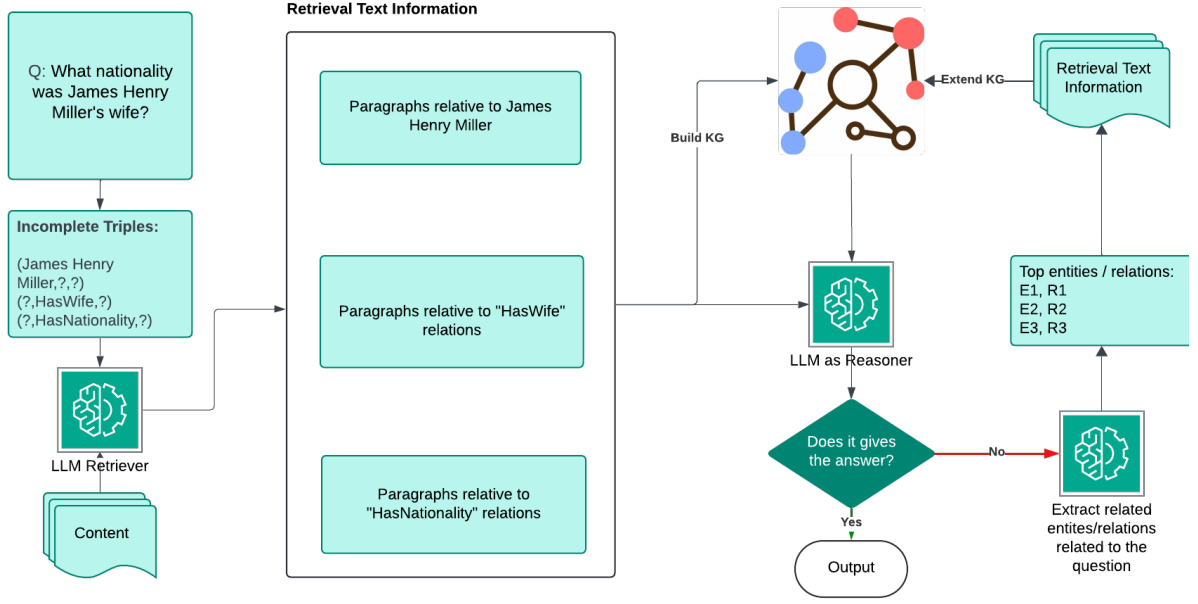 Retrieval Text Information
Q: What nationality
was James Henry
Miller's wife?
Incomplete Triples:
(James Henry
Miller,?,?)
(?,HasWife,?)
(?,HasNationality,?)
LLM Retriever
Content
Paragraphs relative to James
Henry Miller
Paragraphs relative to "HasWife"
relations
Paragraphs relative to
"HasNationality" relations
Build KG
Extend KG
Retrieval Text
Information
LLM as Reasoner
Does it gives
the answer?
No
Yes
Output
Top entities / relations:
E1, R1
E2, R2
E3, R3
Extract related
entites/relations
related to the
question